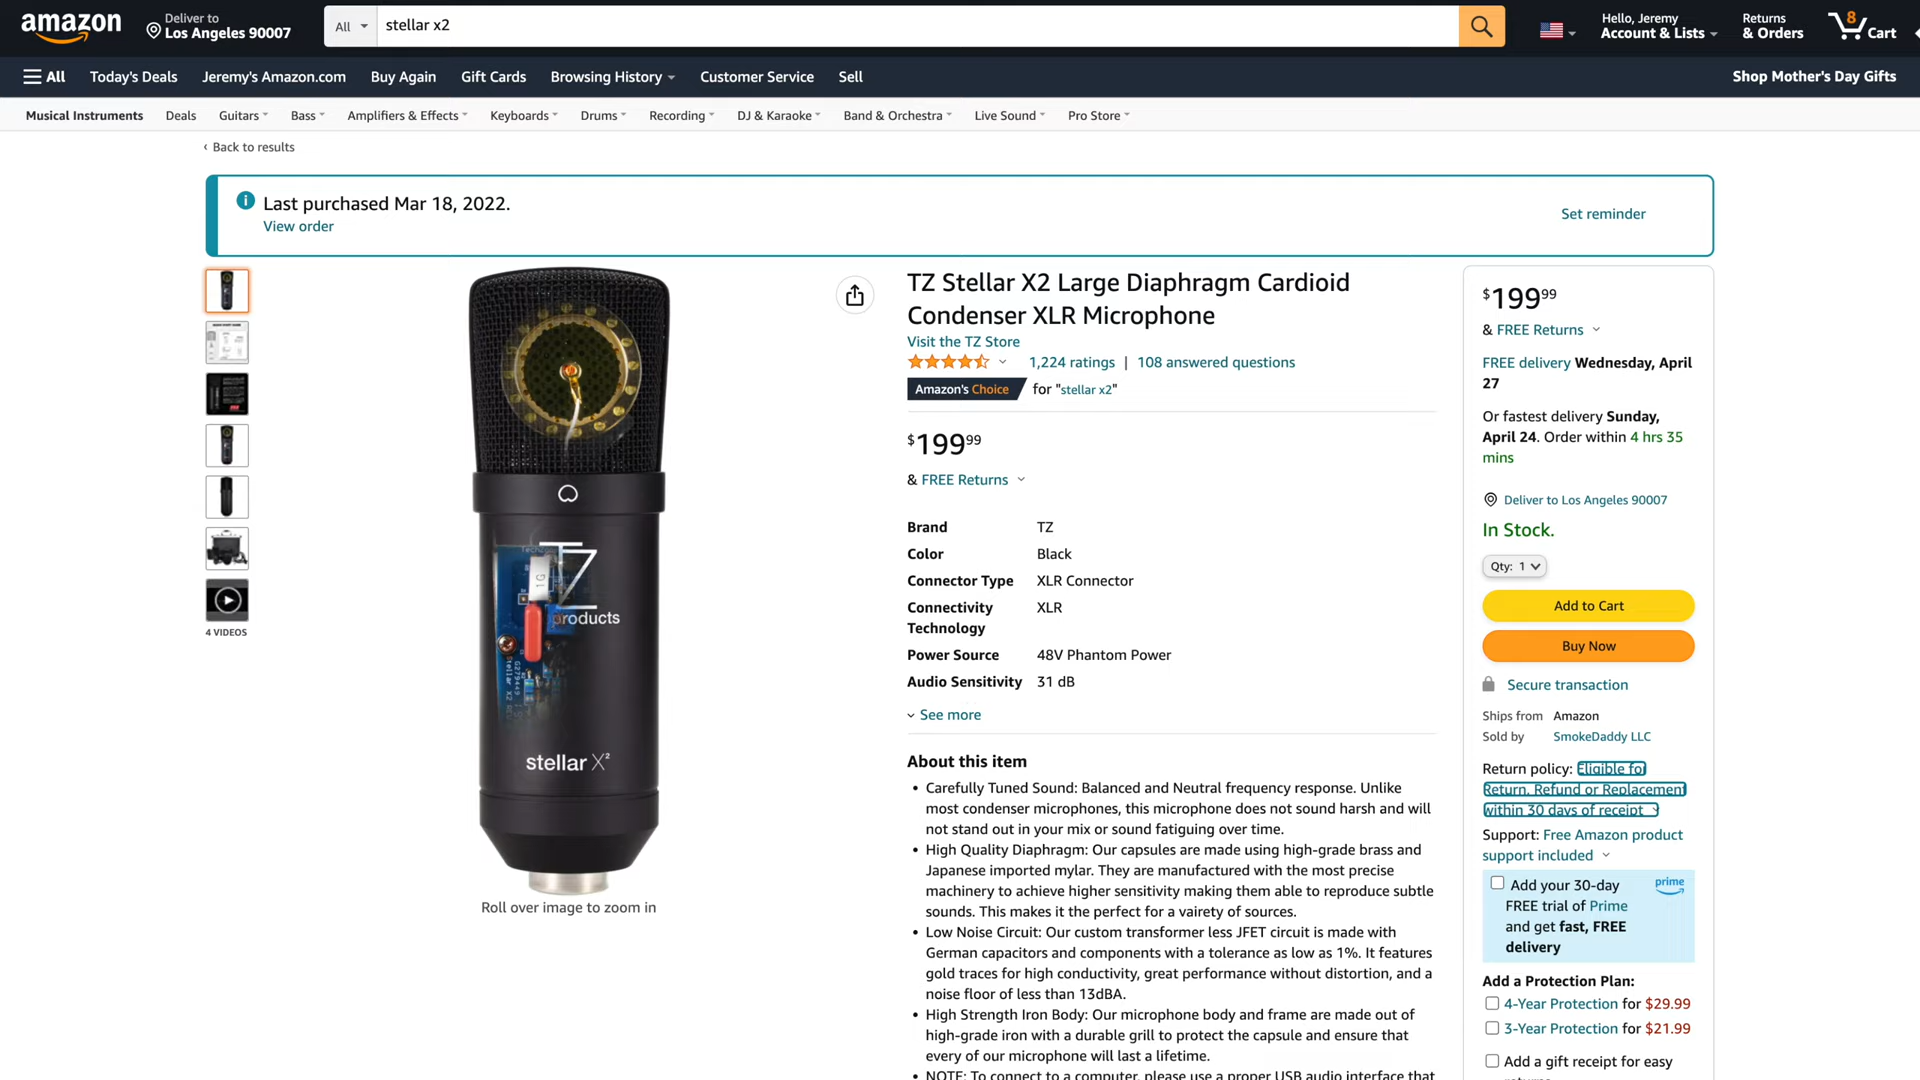 amazon
Deliver to
Los Angeles 90007
All
stellar x2
Hello, Jeremy
Account & Lists
Returns
& Orders
8
Cart
All
Today's Deals
Jeremy's Amazon.com
Buy Again
Gift Cards
Browsing History
Customer Service
Sell
Shop Mother's Day Gifts
Musical Instruments
Deals
Guitars
Bass
Amplifiers & Effects
Keyboards
Drums
Recording
DJ & Karaoke
Band & Orchestra
Live Sound
Pro Store
‹ Back to results
Last purchased Mar 18, 2022.
View order
Set reminder
4 VIDEOS
TZ
products
stellar X²
Roll over image to zoom in
TZ Stellar X2 Large Diaphragm Cardioid
Condenser XLR Microphone
Visit the TZ Store
1,224 ratings | 108 answered questions
Amazon's Choice for "stellar x2"
$199.99
& FREE Returns
Brand TZ
Color Black
Connector Type XLR Connector
Connectivity XLR
Technology
Power Source 48V Phantom Power
Audio Sensitivity 31 dB
See more
About this item
• Carefully Tuned Sound: Balanced and Neutral frequency response. Unlike
most condenser microphones, this microphone does not sound harsh and will
not stand out in your mix or sound fatiguing over time.
• High Quality Diaphragm: Our capsules are made using high-grade brass and
Japanese imported mylar. They are manufactured with the most precise
machinery to achieve higher sensitivity making them able to reproduce subtle
sounds. This makes it the perfect for a vairety of sources.
• Low Noise Circuit: Our custom transformer less JFET circuit is made with
German capacitors and components with a tolerance as low as 1%. It features
gold traces for high conductivity, great performance without distortion, and a
noise floor of less than 13dBA.
• High Strength Iron Body: Our microphone body and frame are made out of
high-grade iron with a durable grill to protect the capsule and ensure that
every of our microphone will last a lifetime.
• NOTE: To connect to a computer, please use a proper USB audio interface that
$199.99
& FREE Returns
FREE delivery Wednesday, April
27
Or fastest delivery Sunday,
April 24. Order within 4 hrs 35
mins
Deliver to Los Angeles 90007
In Stock.
Qty: 1
Add to Cart
Buy Now
Secure transaction
Ships from Amazon
Sold by SmokeDaddy LLC
Return policy: Eligible for
Return, Refund or Replacement
within 30 days of receipt
Support: Free Amazon product
support included
Add your 30-day
FREE trial of Prime
and get fast, FREE
delivery
prime
Add a Protection Plan:
4-Year Protection for $29.99
3-Year Protection for $21.99
Add a gift receipt for easy